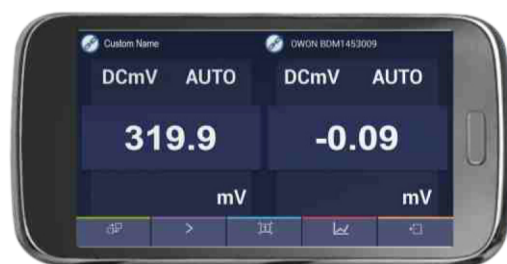 Custom Name
OWON BDM1453009
DCmV AUTO
DCmV AUTO
319.9
-0.09
mV
mV